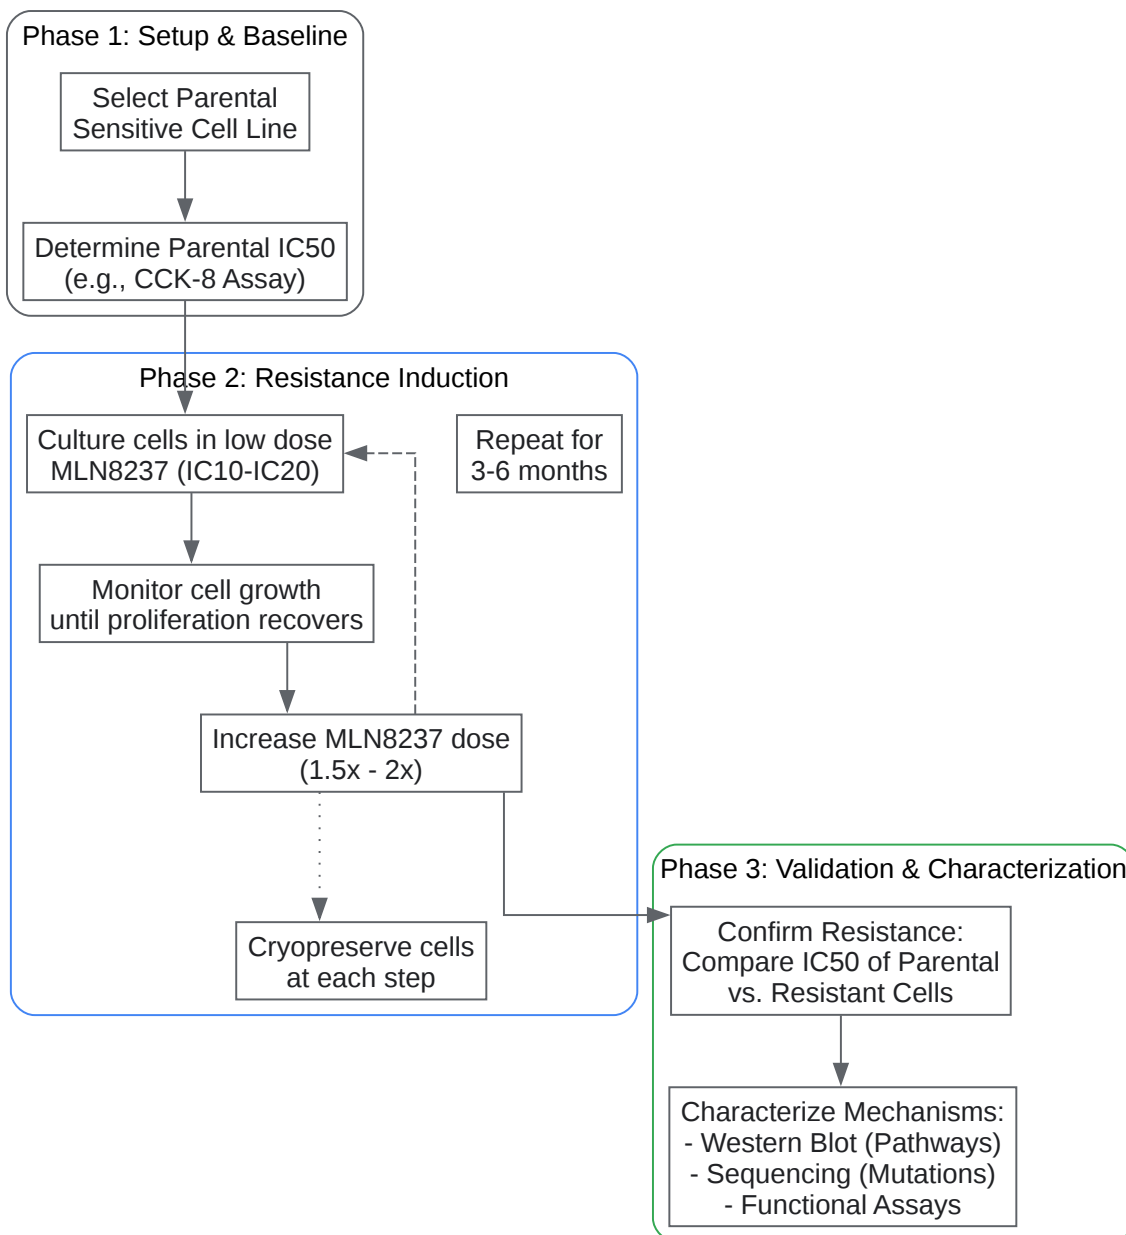 Phase 1: Setup & Baseline
Select Parental
Sensitive Cell Line
Determine Parental IC50
(e.g., CCK-8 Assay)
Phase 2: Resistance Induction
Culture cells in low dose
MLN8237 (IC10-IC20)
Repeat for
3-6 months
Monitor cell growth
until proliferation recovers
Increase MLN8237 dose
(1.5x - 2x)
Cryopreserve cells
at each step
Phase 3: Validation & Characterization
Confirm Resistance:
Compare IC50 of Parental
vs. Resistant Cells
Characterize Mechanisms:
- Western Blot (Pathways)
- Sequencing (Mutations)
- Functional Assays